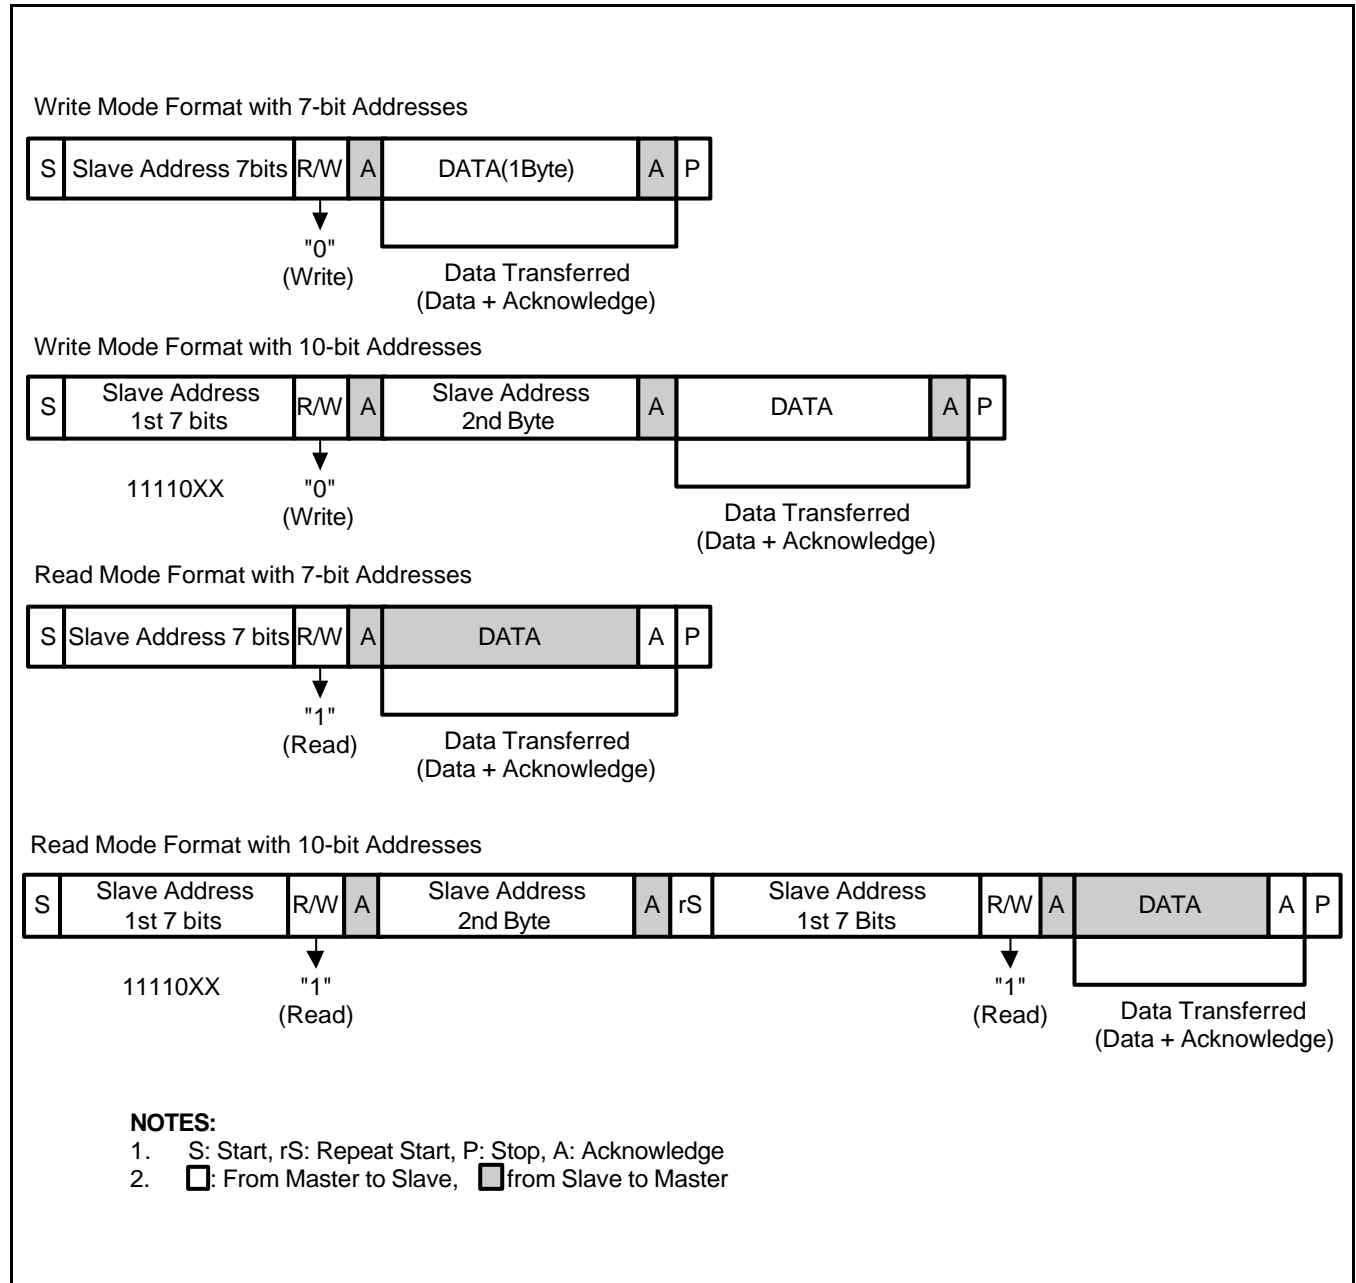 Write Mode Format with 7-bit Addresses
S Slave Address 7bits R/W A DATA(1Byte) A P
"0"
(Write)
Data Transferred
(Data + Acknowledge)
Write Mode Format with 10-bit Addresses
S Slave Address
1st 7 bits R/W A Slave Address
2nd Byte A DATA A P
11110XX
"0"
(Write)
Data Transferred
(Data + Acknowledge)
Read Mode Format with 7-bit Addresses
S Slave Address 7 bits R/W A DATA A P
"1"
(Read)
Data Transferred
(Data + Acknowledge)
Read Mode Format with 10-bit Addresses
S Slave Address
1st 7 bits R/W A Slave Address
2nd Byte A rS Slave Address
1st 7 Bits R/W A DATA A P
11110XX
"1"
(Read)
"1"
(Read)
Data Transferred
(Data + Acknowledge)
NOTES:
1. S: Start, rS: Repeat Start, P: Stop, A: Acknowledge
2. : From Master to Slave, from Slave to Master